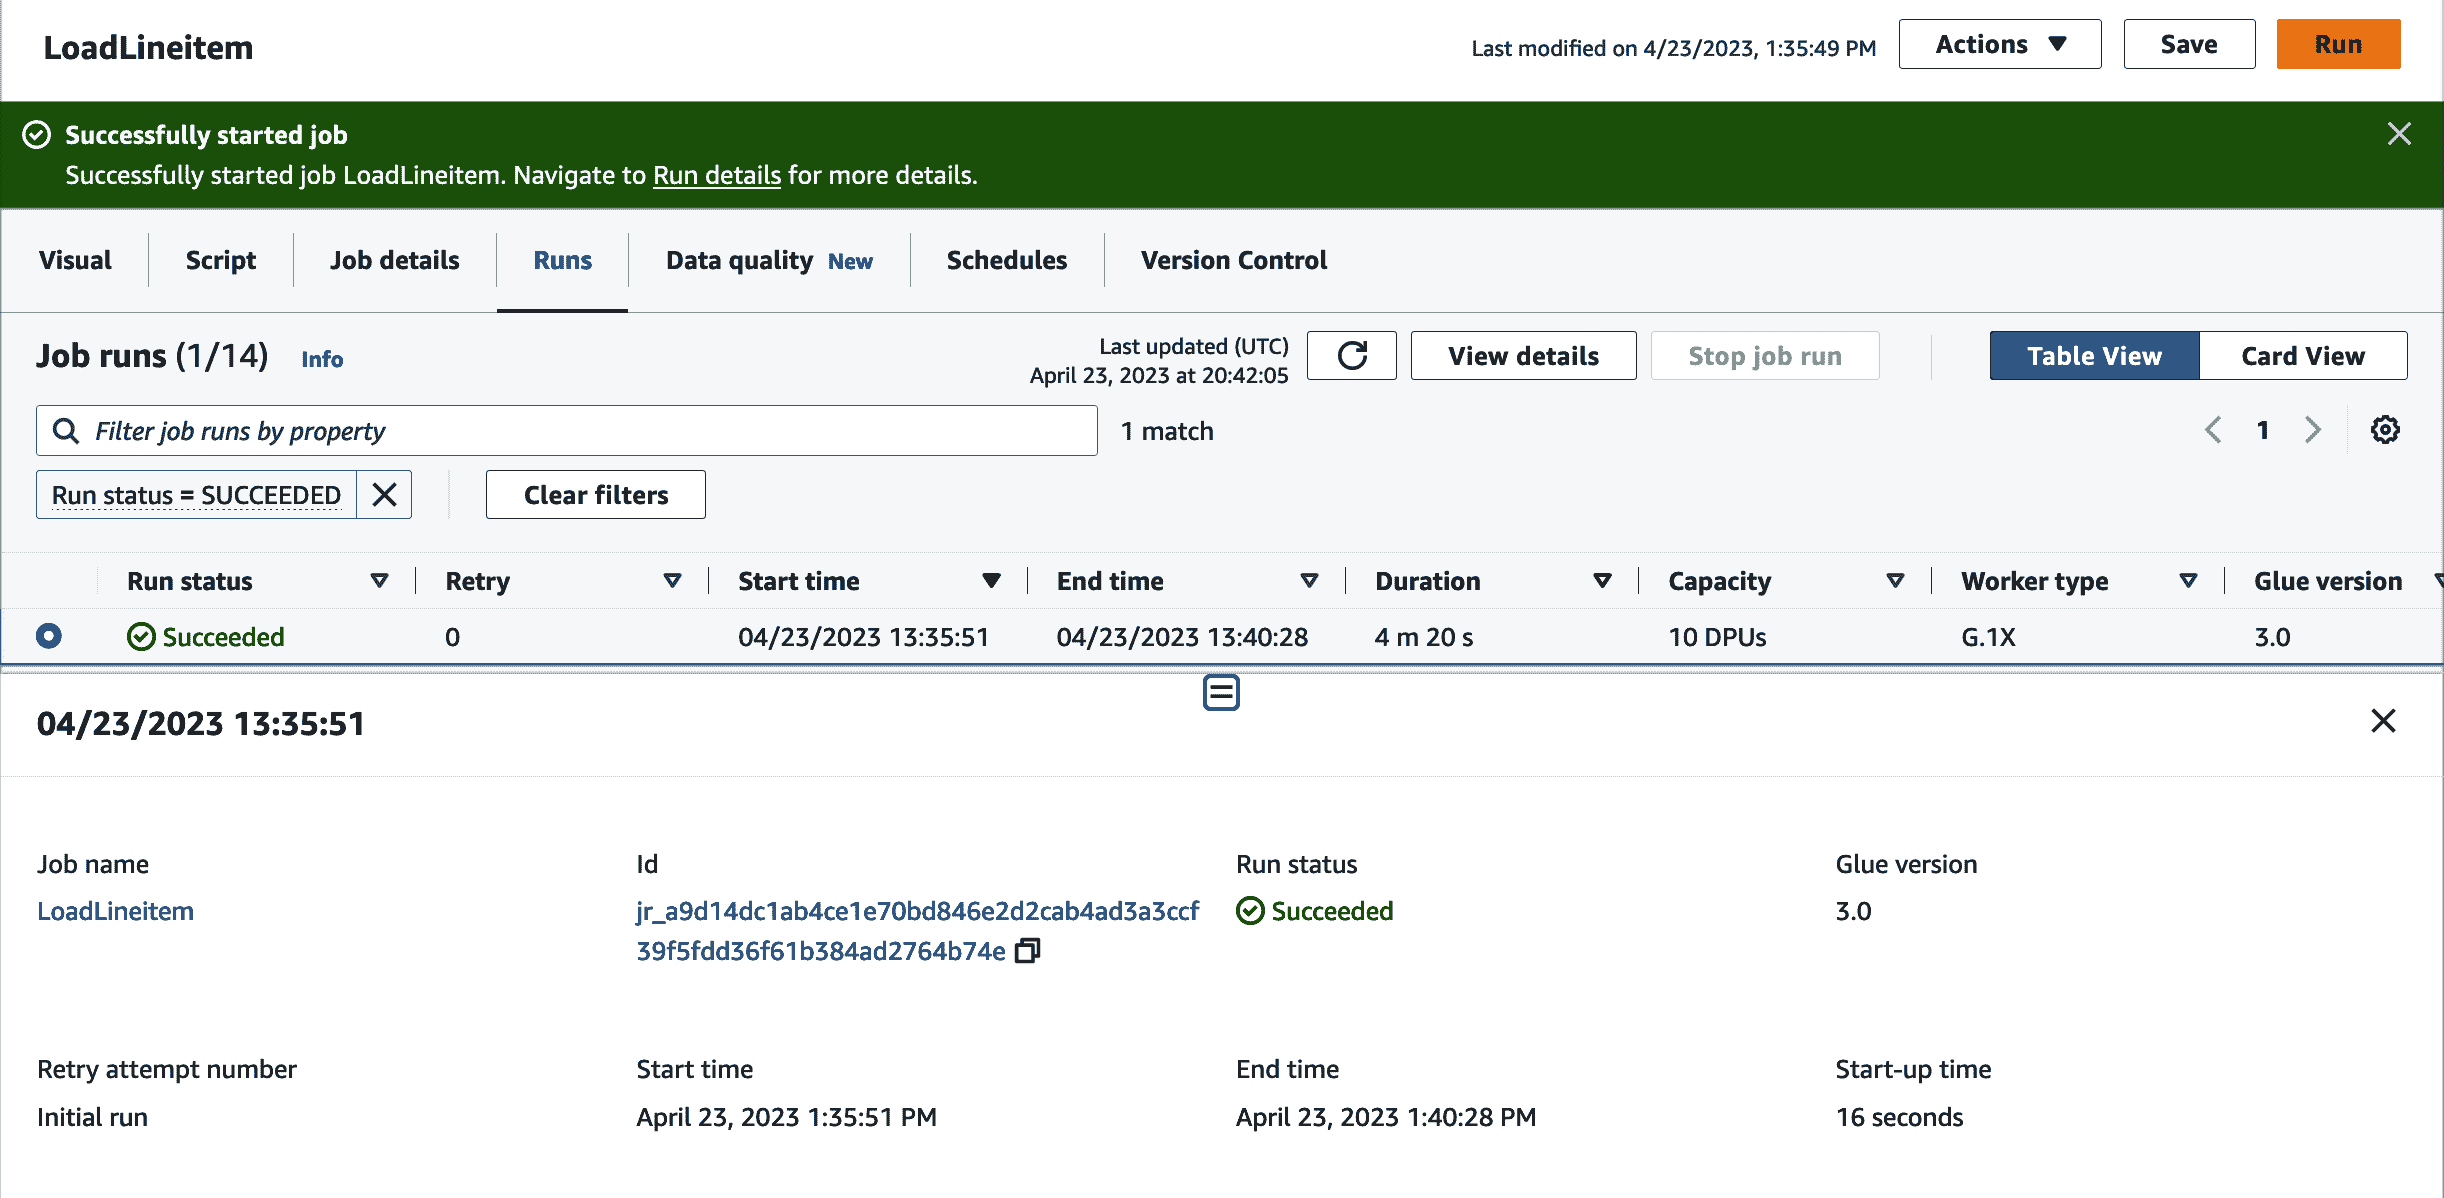 LoadLineitem
Last modified on 4/23/2023, 1:35:49 PM
Actions
Save
Run
Successfully started job
Successfully started job LoadLineitem. Navigate to Run details for more details.
Visual
Script
Job details
Runs
Data quality New
Schedules
Version Control
Job runs (1/14) Info
Last updated (UTC)
April 23, 2023 at 20:42:05
View details
Stop job run
Table View
Card View
Filter job runs by property
1 match
1
Run status = SUCCEEDED
Clear filters
Run status Retry Start time End time Duration Capacity Worker type Glue version
Succeeded 0 04/23/2023 13:35:51 04/23/2023 13:40:28 4 m 20 s 10 DPUs G.1X 3.0
04/23/2023 13:35:51
Job name
LoadLineitem
Id
jr_a9d14dc1ab4ce1e70bd846e2d2cab4ad3a3ccf
39f5fdd36f61b384ad2764b74e
Run status
Succeeded
Glue version
3.0
Retry attempt number
Initial run
Start time
April 23, 2023 1:35:51 PM
End time
April 23, 2023 1:40:28 PM
Start-up time
16 seconds